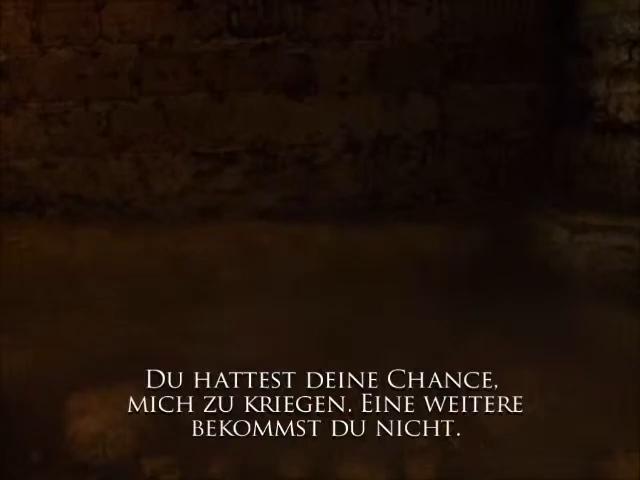 Du hattest deine Chance,
mich zu kriegen. Eine weitere
bekommst du nicht.